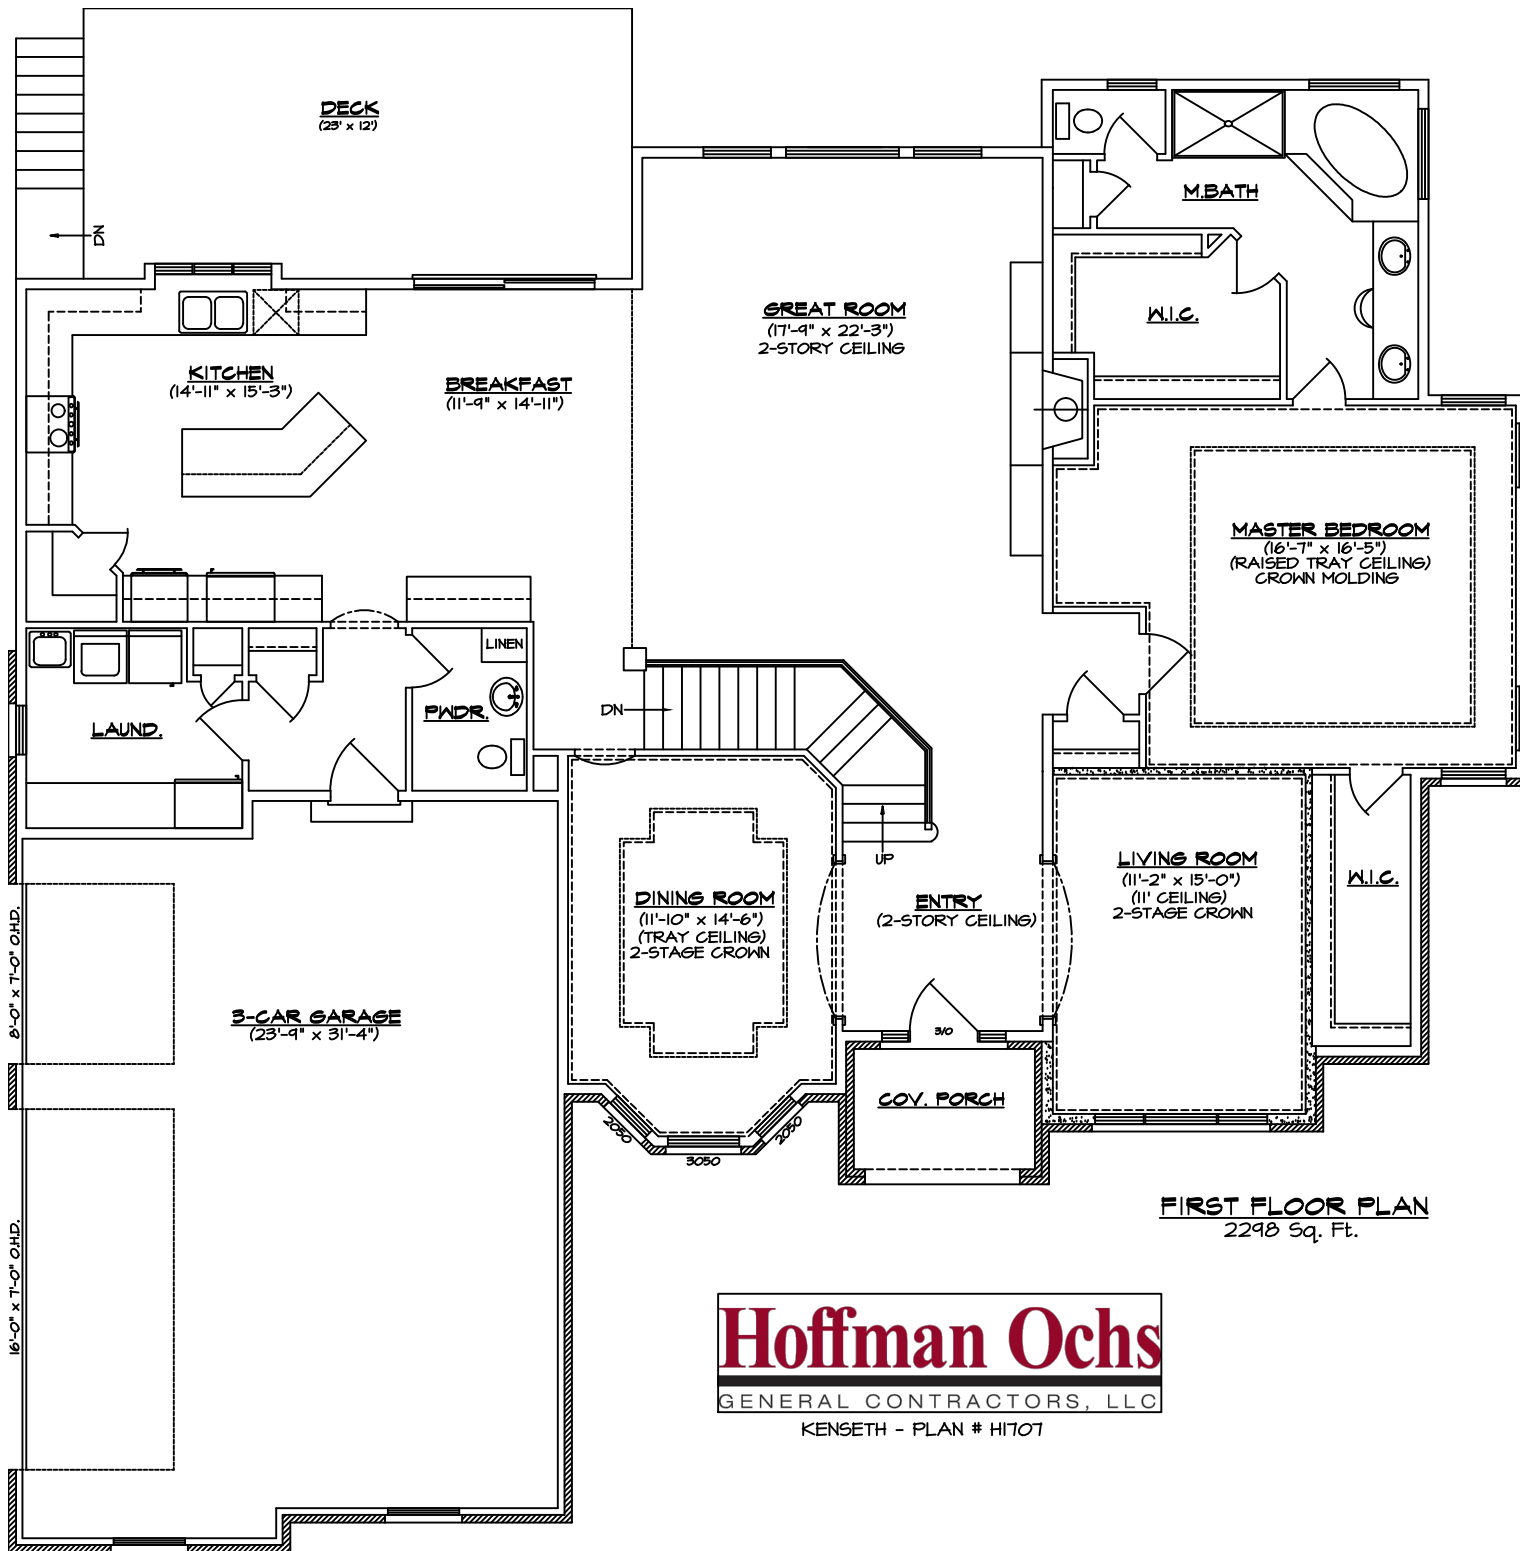 DECK
(23' x 12')
DN
M.BATH
W.I.C.
GREAT ROOM
(17'-9" x 22'-3")
2-STORY CEILING
KITCHEN
(14'-11" x 15'-3")
BREAKFAST
(11'-9" x 14'-11")
MASTER BEDROOM
(16'-7" x 16'-5")
(RAISED TRAY CEILING)
CROWN MOLDING
LINEN
PWDR.
LAUND.
DN
UP
DINING ROOM
(11'-10" x 14'-6")
(TRAY CEILING)
2-STAGE CROWN
ENTRY
(2-STORY CEILING)
LIVING ROOM
(11'-2" x 15'-0")
(11' CEILING)
2-STAGE CROWN
W.I.C.
8'-0" x 7'-0" O.H.D.
3-CAR GARAGE
(23'-9" x 31'-4")
3/0
COV. PORCH
2050
3050
2050
16'-0" x 7'-0" O.H.D.
FIRST FLOOR PLAN
2298 Sq. Ft.
Hoffman Ochs
GENERAL CONTRACTORS, LLC
KENSETH - PLAN # H1707